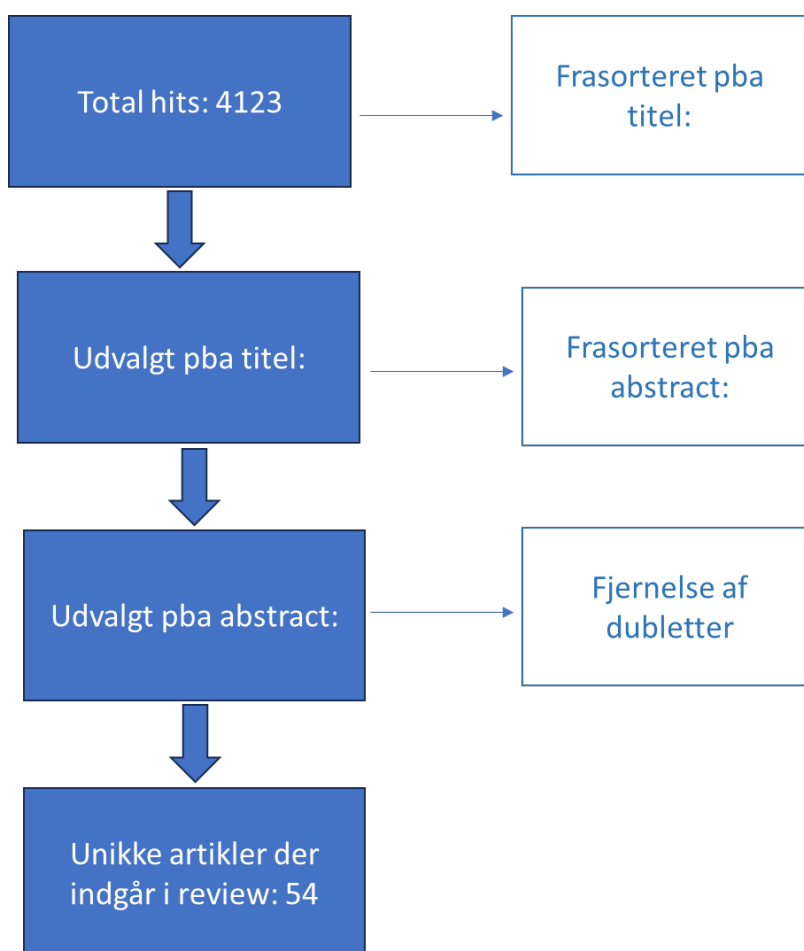 Total hits: 4123
Frasorteret pba
titel:
Udvalgt pba titel:
Frasorteret pba
abstract:
Udvalgt pba abstract:
Fjernelse af
dubletter
Unikke artikler der
indgår i review: 54